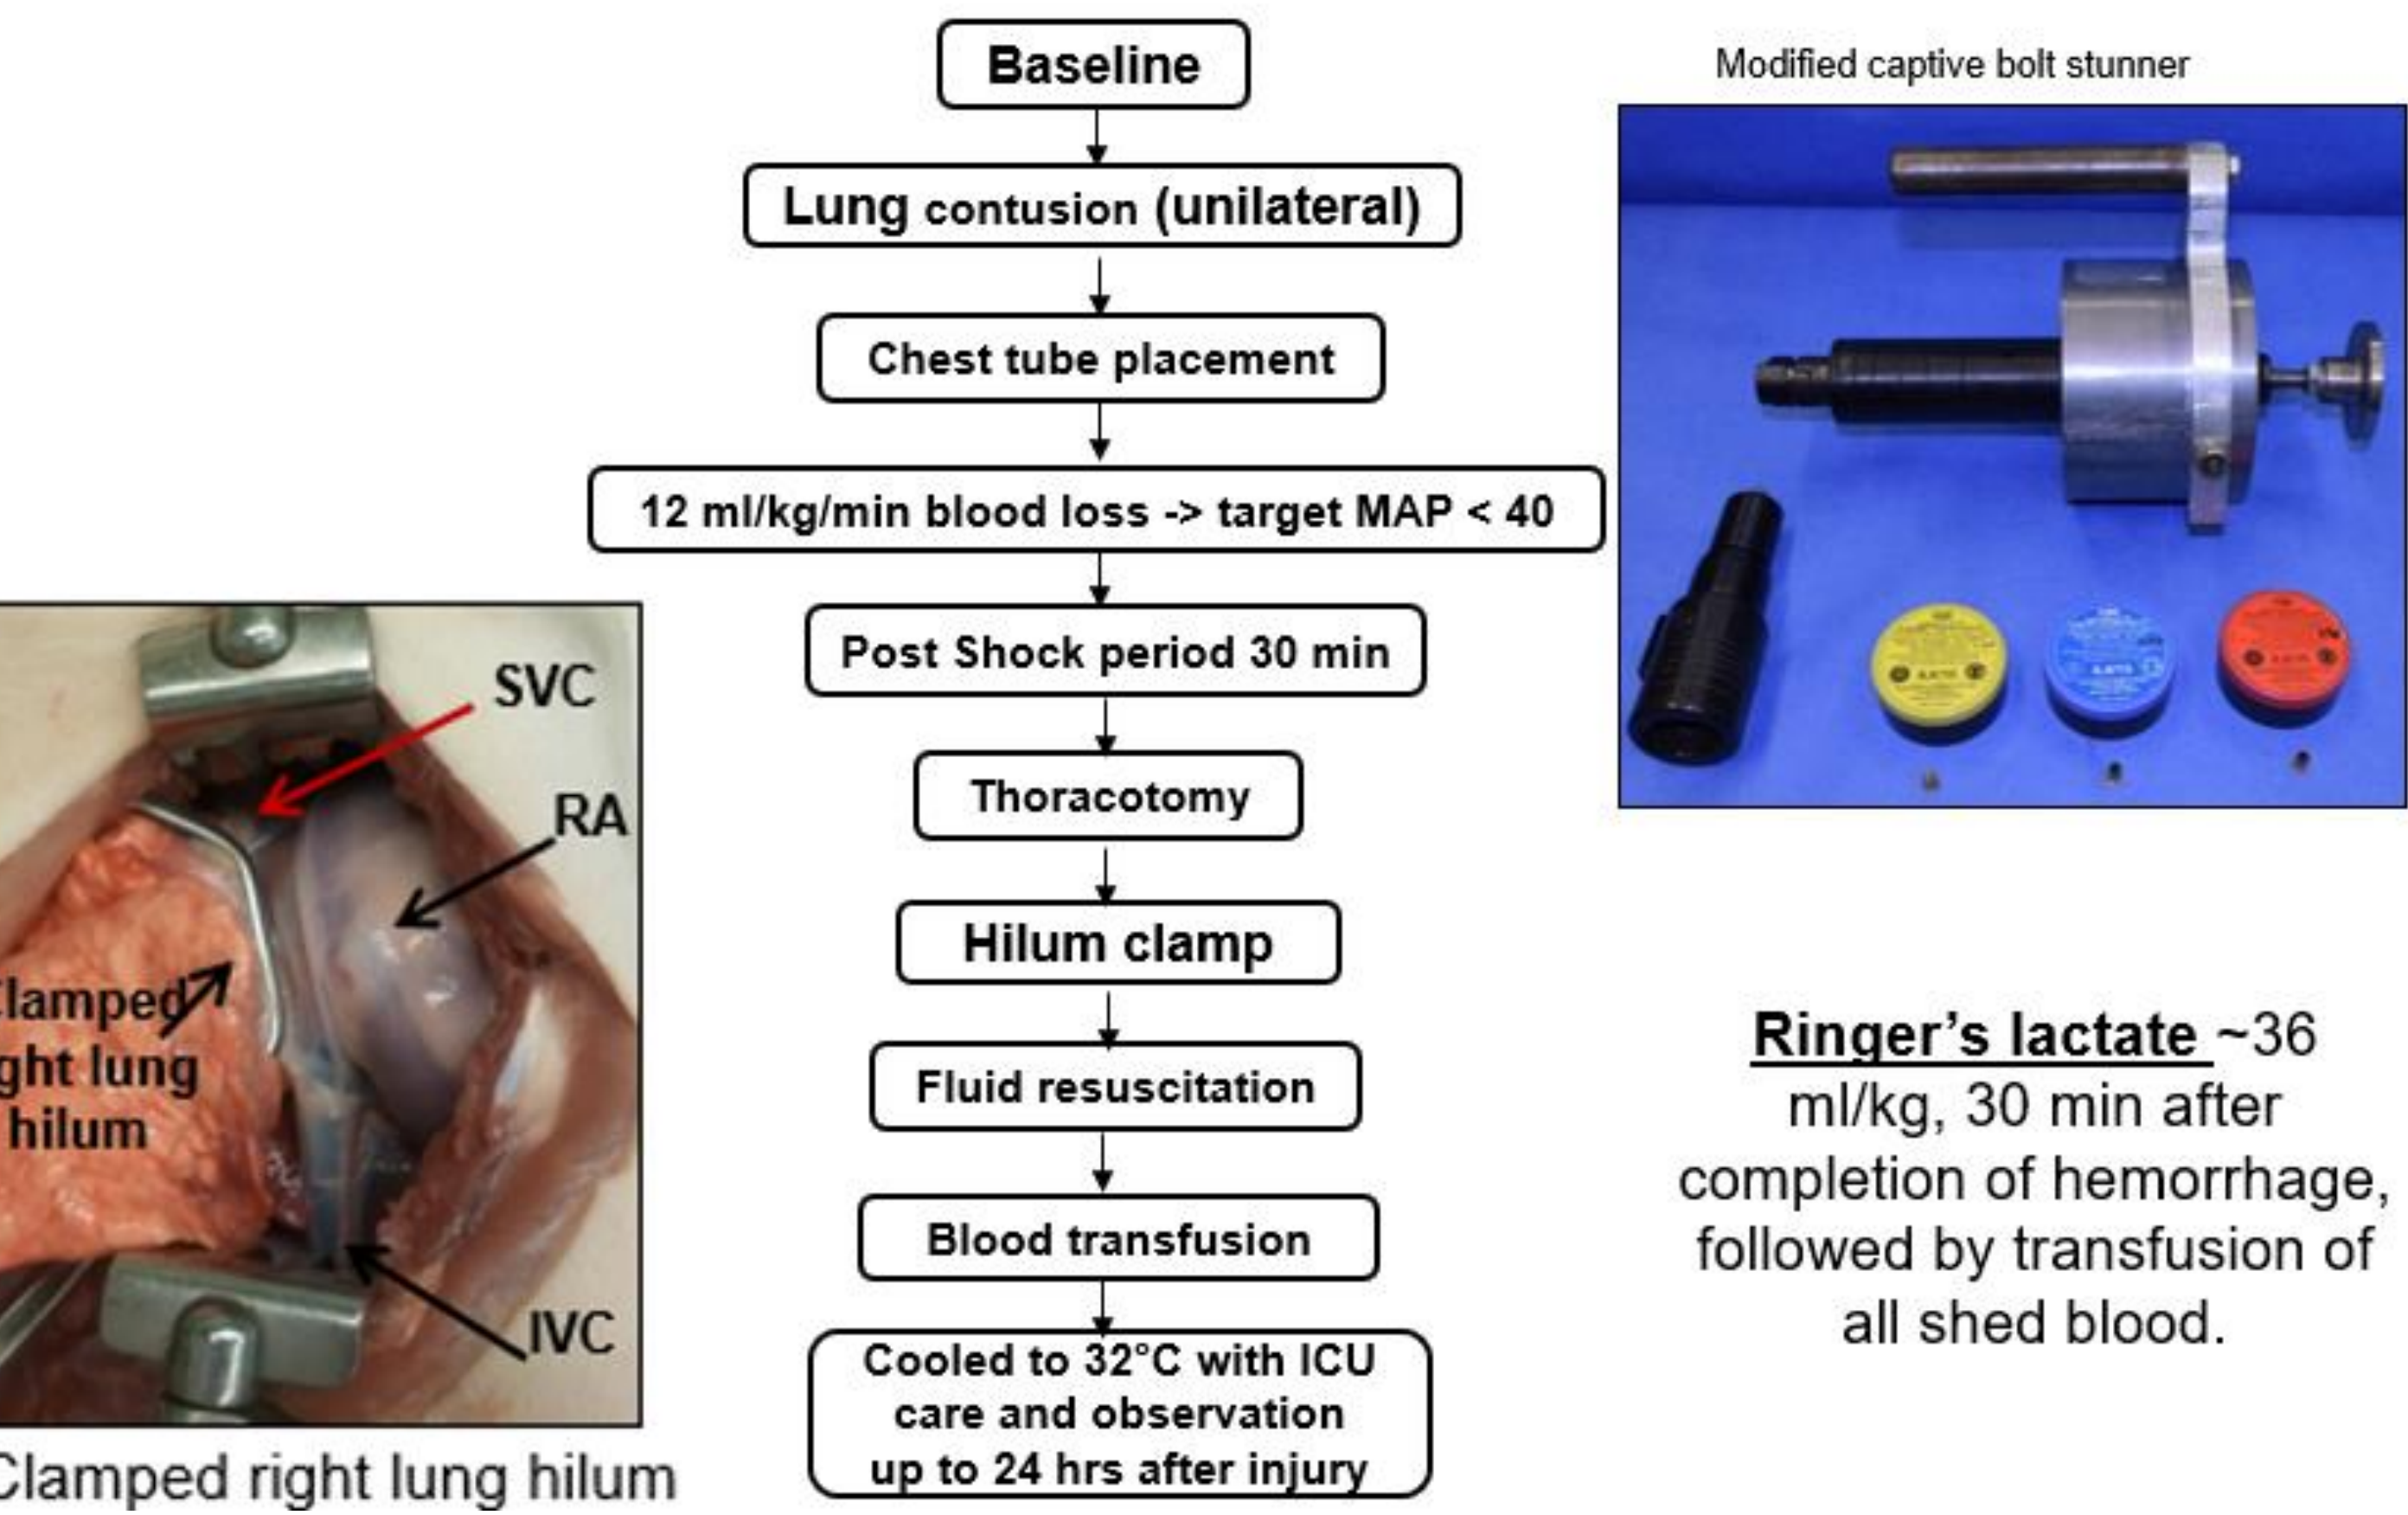 Baseline
Lung contusion (unilateral)
Chest tube placement
12 ml/kg/min blood loss -> target MAP < 40
Post Shock period 30 min
Thoracotomy
Hilum clamp
Fluid resuscitation
Blood transfusion
Cooled to 32°C with ICU
care and observation
up to 24 hrs after injury
SVC
RA
lamped
ght lung
hilum
IVC
Clamped right lung hilum
Modified captive bolt stunner
Ringer's lactate ~36
ml/kg, 30 min after
completion of hemorrhage,
followed by transfusion of
all shed blood.